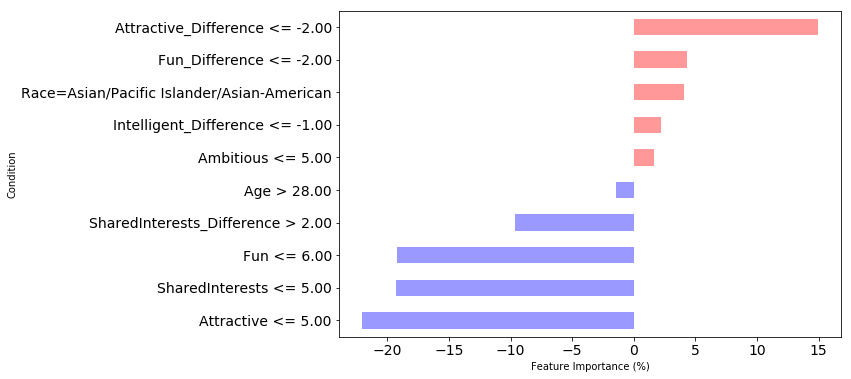 Attractive_Difference <= -2.00
Fun_Difference <= -2.00
Race=Asian/Pacific Islander/Asian-American
Intelligent_Difference <= -1.00
Ambitious <= 5.00
Age > 28.00
SharedInterests_Difference > 2.00
Fun <= 6.00
SharedInterests <= 5.00
Attractive <= 5.00
Condition
−20 −15 −10 −5 0 5 10 15
Feature Importance (%)